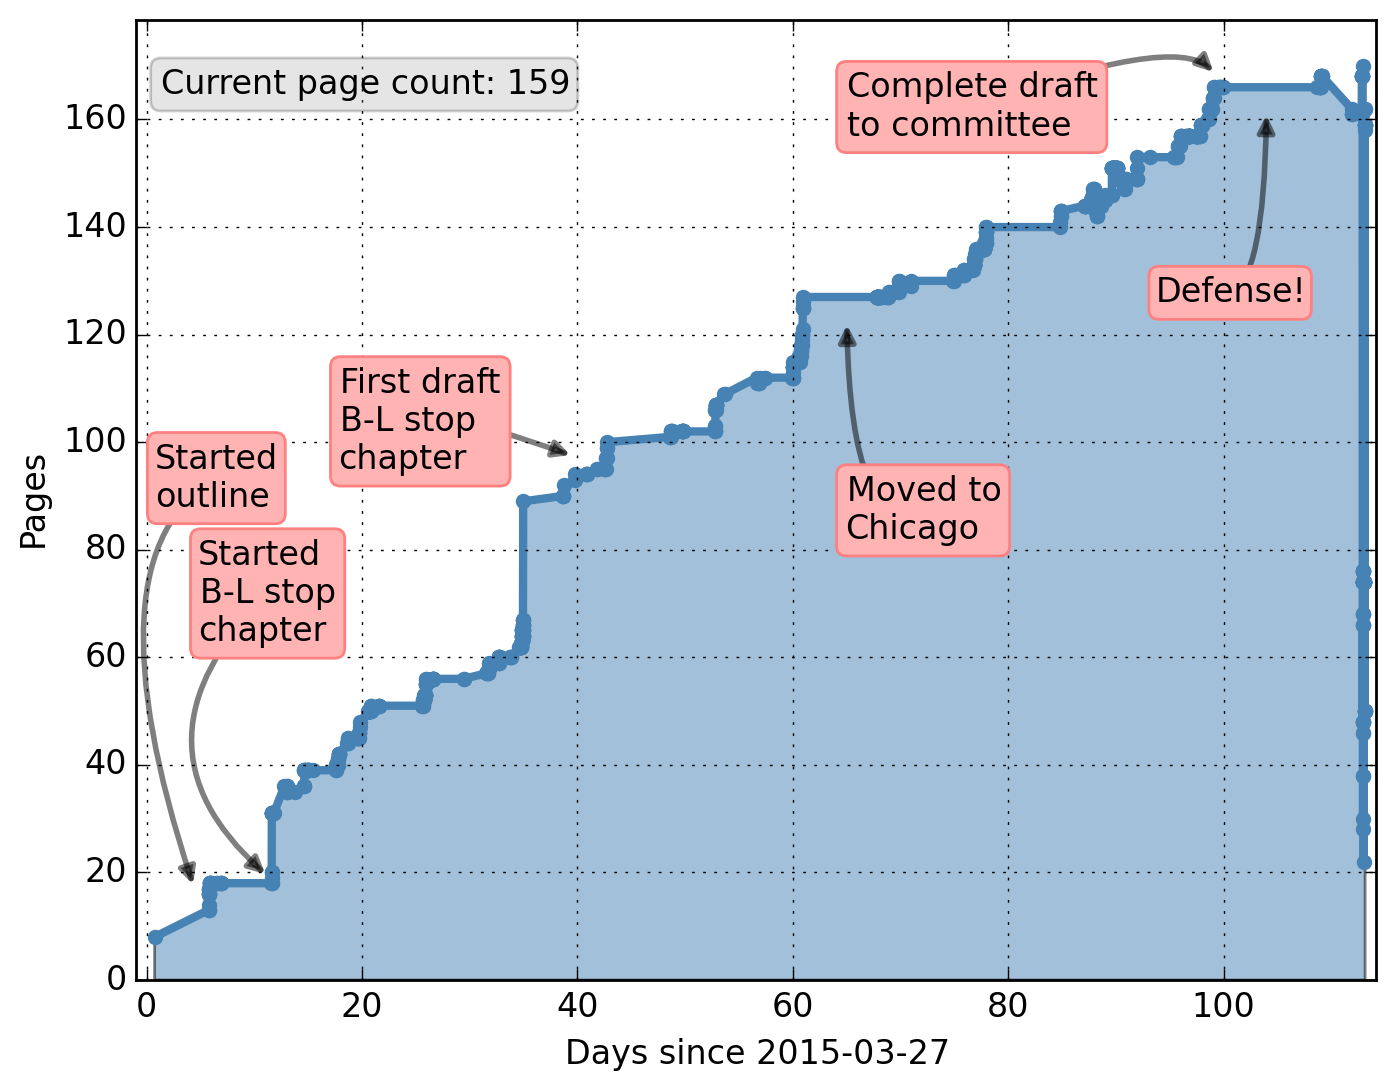 Current page count: 159
Complete draft
to committee
Defense!
First draft
B-L stop
chapter
Started
outline
Started
B-L stop
chapter
Moved to
Chicago
Pages
160
140
120
100
80
60
40
20
0
0 20 40 60 80 100
Days since 2015-03-27